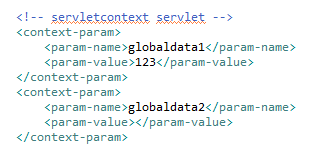 <!-- servletcontext servlet -->
<context-param>
    <param-name>globaldata1</param-name>
    <param-value>123</param-value>
</context-param>
<context-param>
    <param-name>globaldata2</param-name>
    <param-value></param-value>
</context-param>